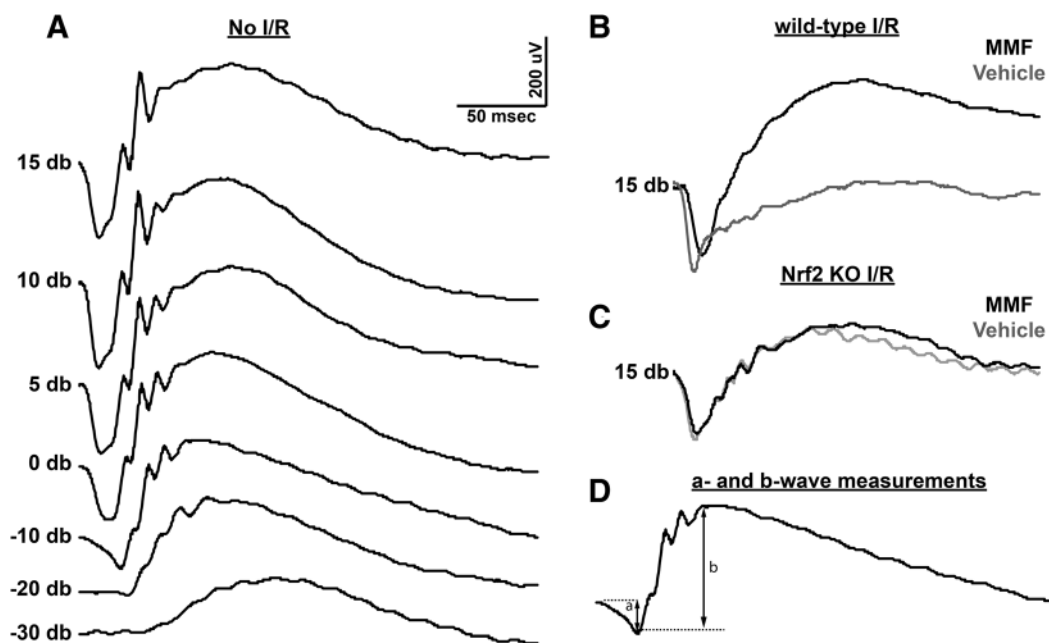 A
No I/R
200 uV
50 msec
15 db
10 db
5 db
0 db
-10 db
-20 db
-30 db
B
wild-type I/R
MMF
Vehicle
15 db
C
Nrf2 KO I/R
MMF
Vehicle
15 db
D
a- and b-wave measurements
a
b